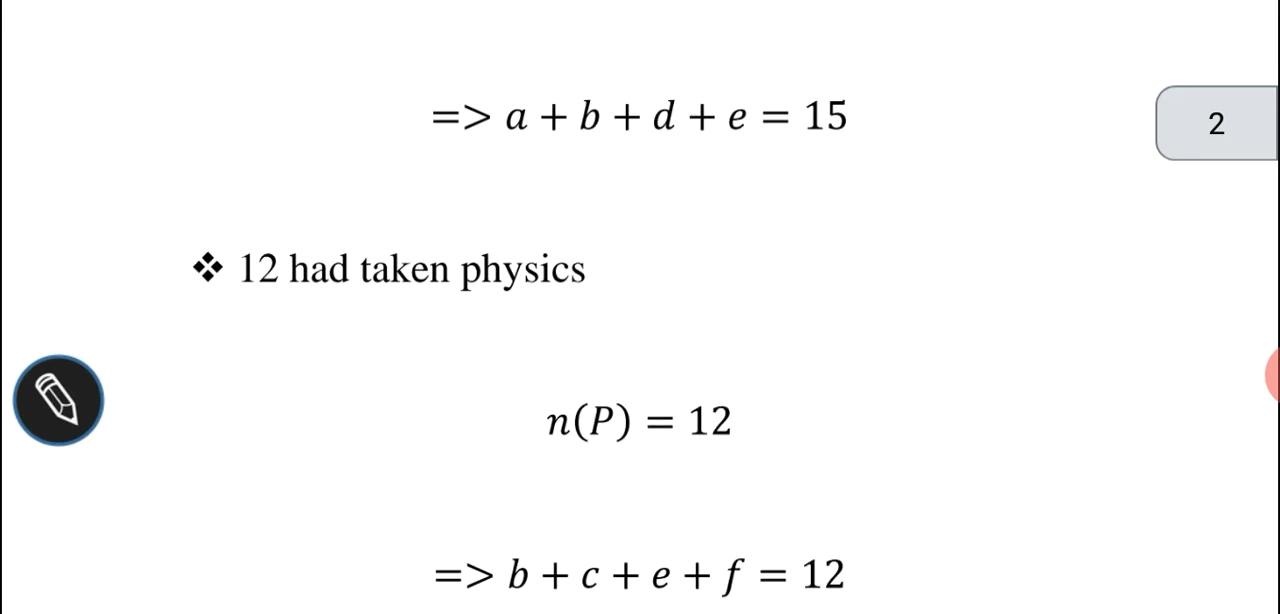 => a + b + d + e = 15
2
❖ 12 had taken physics
n(P) = 12
=> b + c + e + f = 12